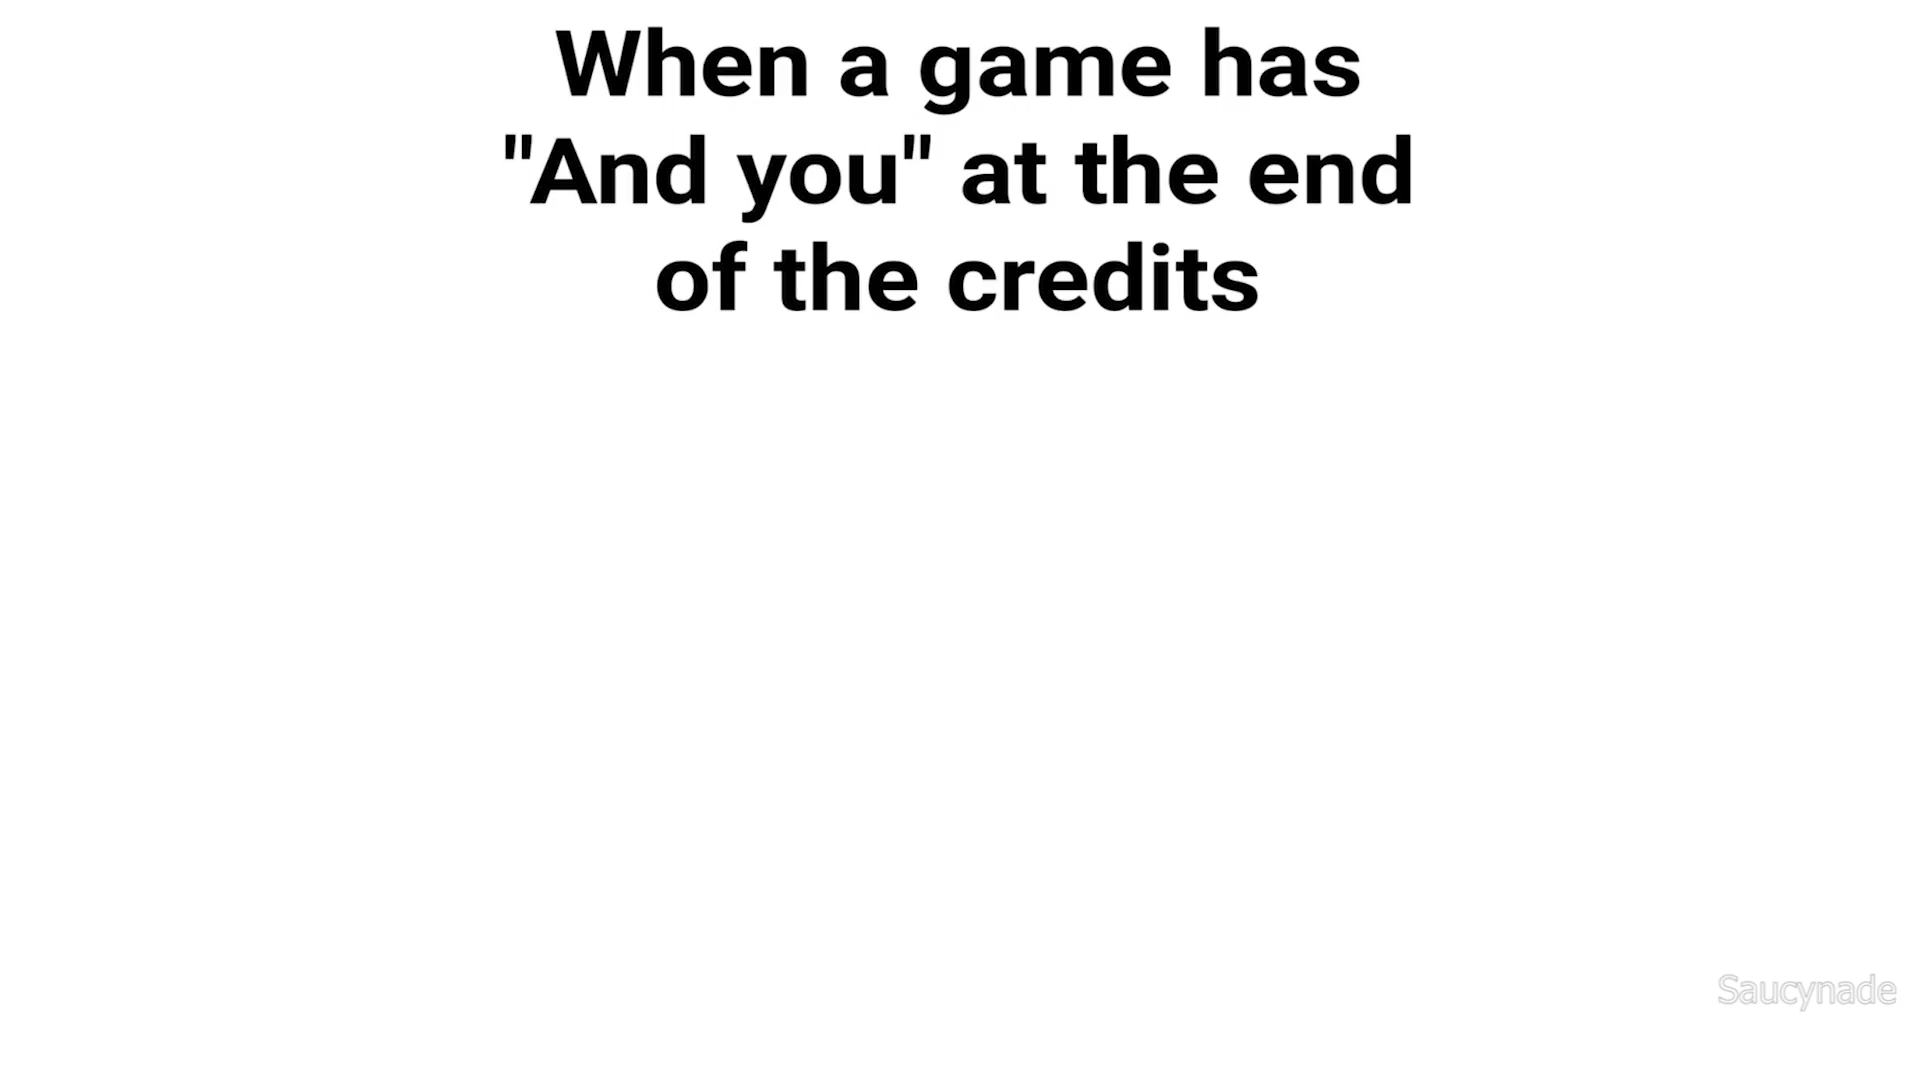 When a game has
"And you" at the end
of the credits
Saucynade